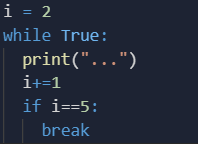 i = 2
while True:
  print("...")
  i+=1
  if i==5:
    break